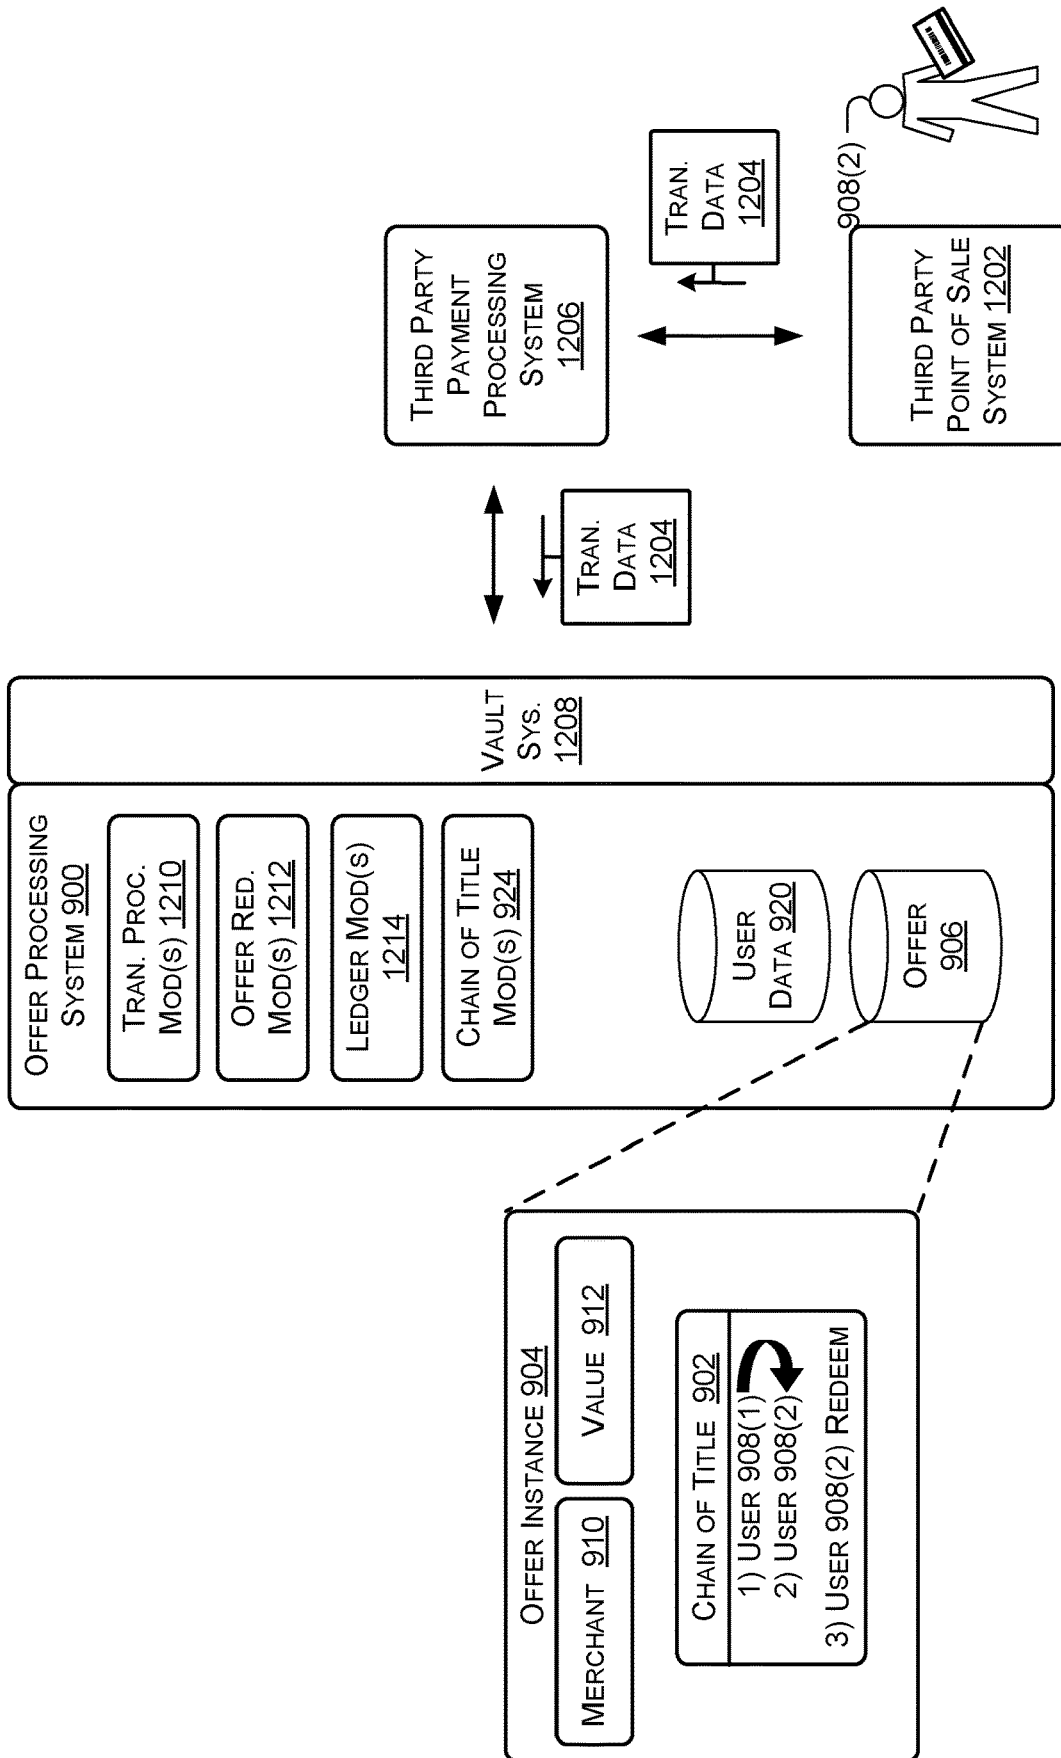 OFFER PROCESSING
SYSTEM 900
TRAN. PROC.
MOD(S) 1210
OFFER RED.
MOD(S) 1212
LEDGER MOD(S)
1214
CHAIN OF TITLE
MOD(S) 924
USER
DATA 920
OFFER
906
VAULT
SYS.
1208
OFFER INSTANCE 904
MERCHANT 910
VALUE 912
CHAIN OF TITLE 902
1) USER 908(1)
2) USER 908(2)
3) USER 908(2) REDEEM
TRAN.
DATA
1204
THIRD PARTY
PAYMENT
PROCESSING
SYSTEM
1206
TRAN.
DATA
1204
THIRD PARTY
POINT OF SALE
SYSTEM 1202
908(2)